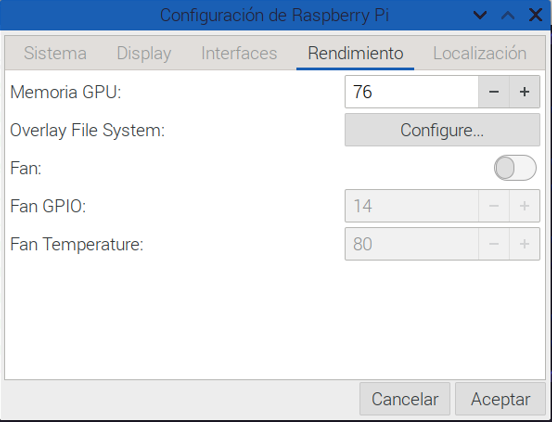 Configuración de Raspberry Pi
Sistema Display Interfaces Rendimiento Localización
Memoria GPU: 76 − +
Overlay File System: Configure...
Fan:
Fan GPIO: 14 − +
Fan Temperature: 80 − +
Cancelar Aceptar